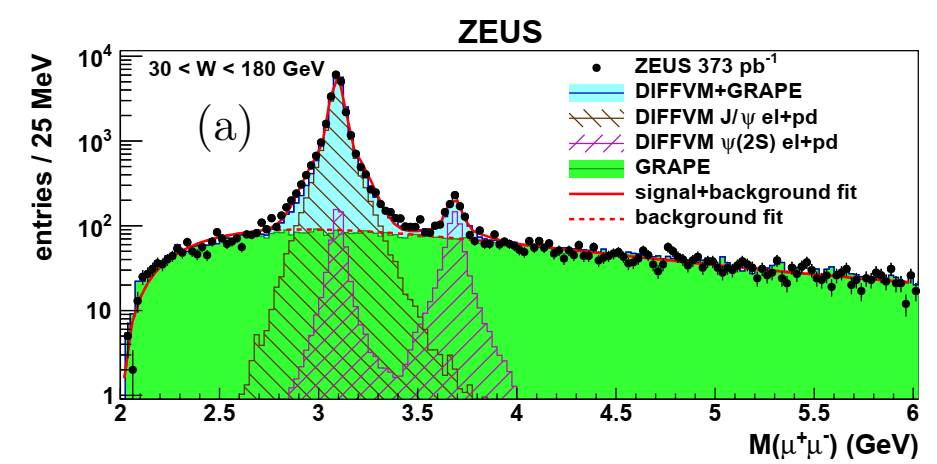 ZEUS
entries / 25 MeV
10⁴
10³
10²
10
1
30 < W < 180 GeV
(a)
ZEUS 373 pb⁻¹
DIFFVM+GRAPE
DIFFVM J/ψ el+pd
DIFFVM ψ(2S) el+pd
GRAPE
signal+background fit
background fit
2 2.5 3 3.5 4 4.5 5 5.5 6
M(μ⁺μ⁻) (GeV)